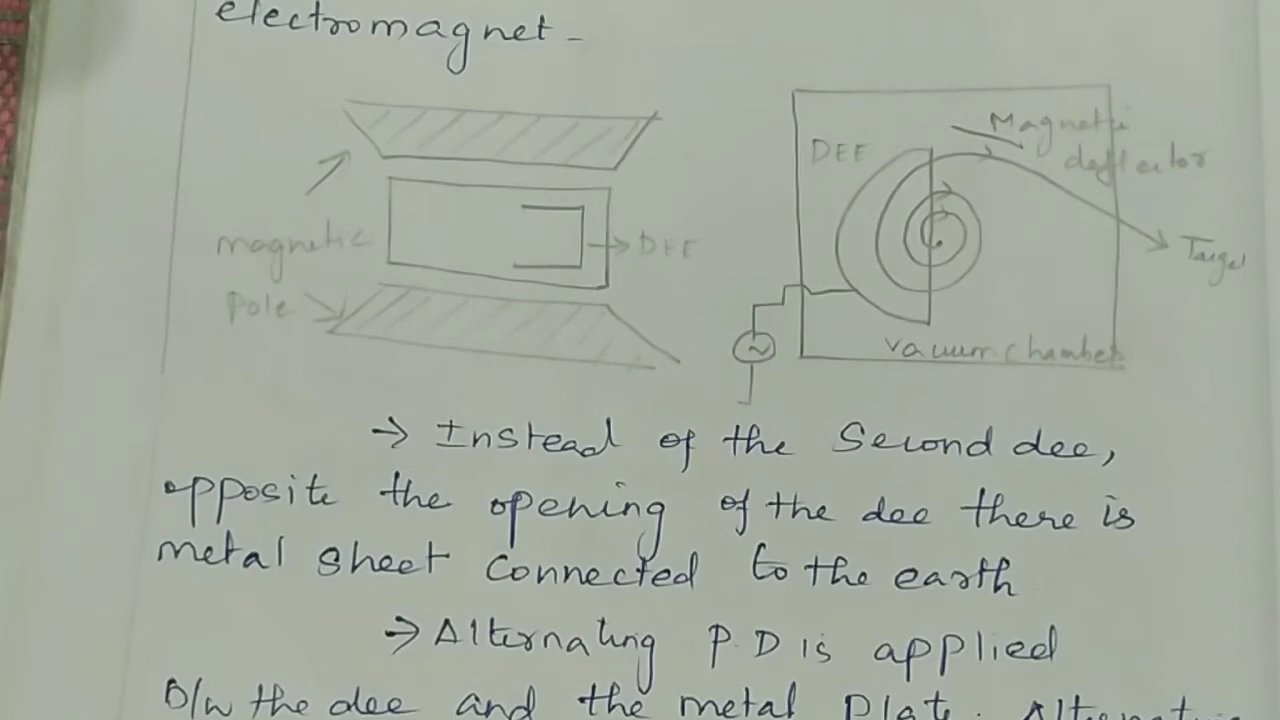 electromagnet -
DEE
Magnetic
deflector
magnetic
pole
DEE
Target
vacuum chamber
→ Instead of the Second dee,
opposite the opening of the dee there is
metal sheet connected to the earth
→ Alternating P.D is applied
B/w the dee and the metal Plate.